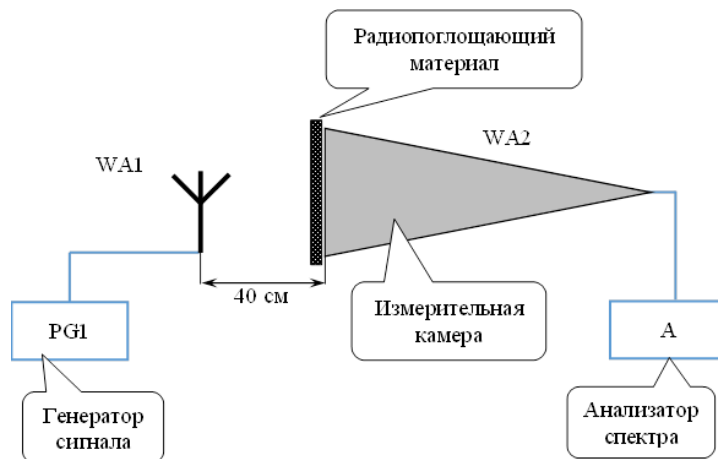 Радиопоглощающий
материал
WA1
WA2
40 см
PG1
Измерительная
камера
А
Генератор
сигнала
Анализатор
спектра